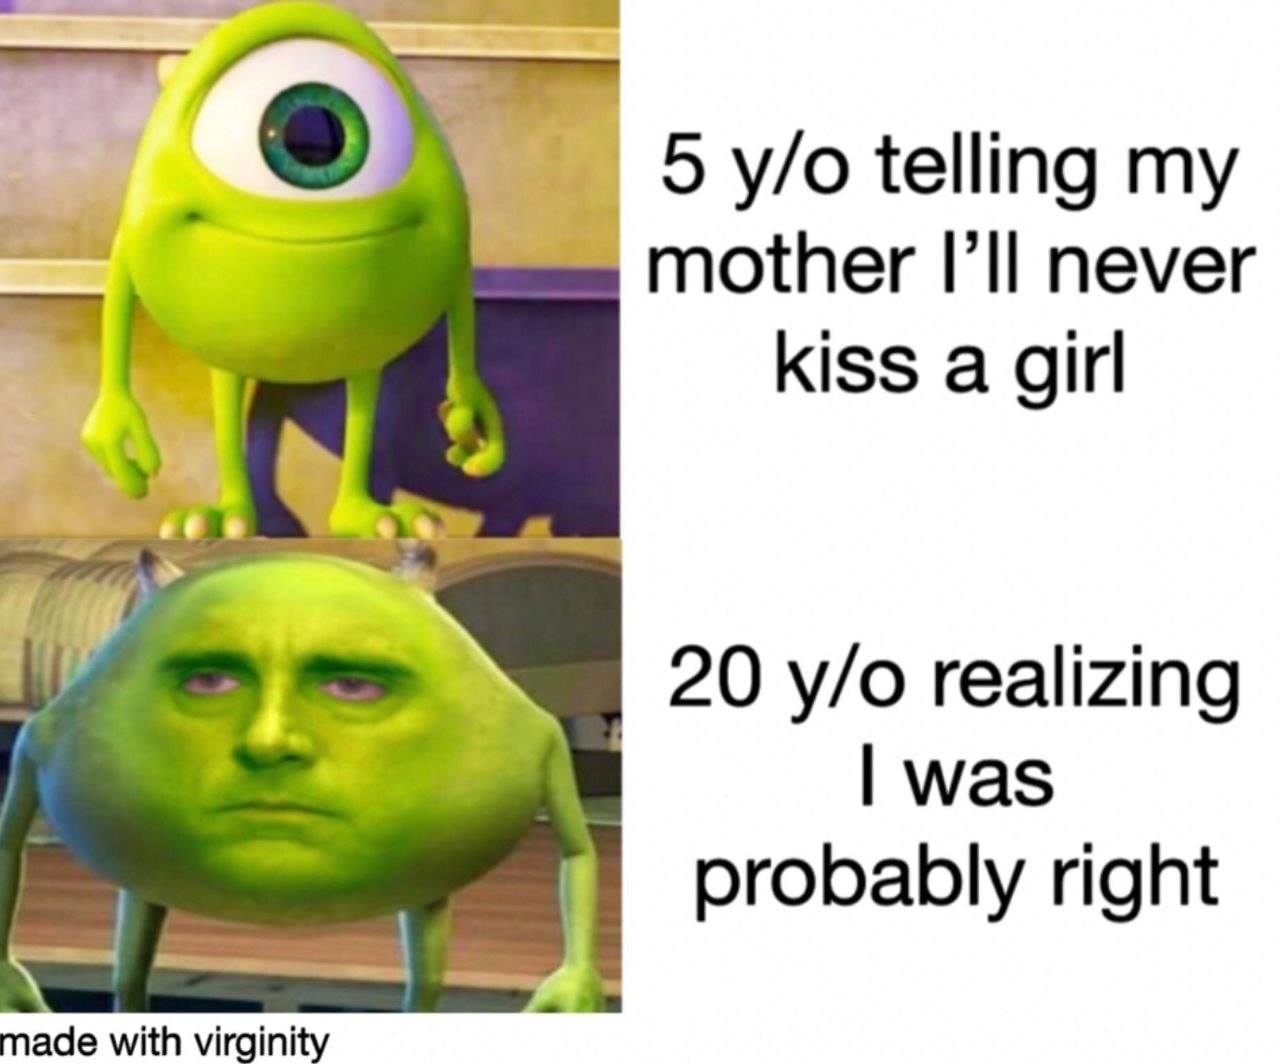 5 y/o telling my
mother I’ll never
kiss a girl
20 y/o realizing
I was
probably right
made with virginity